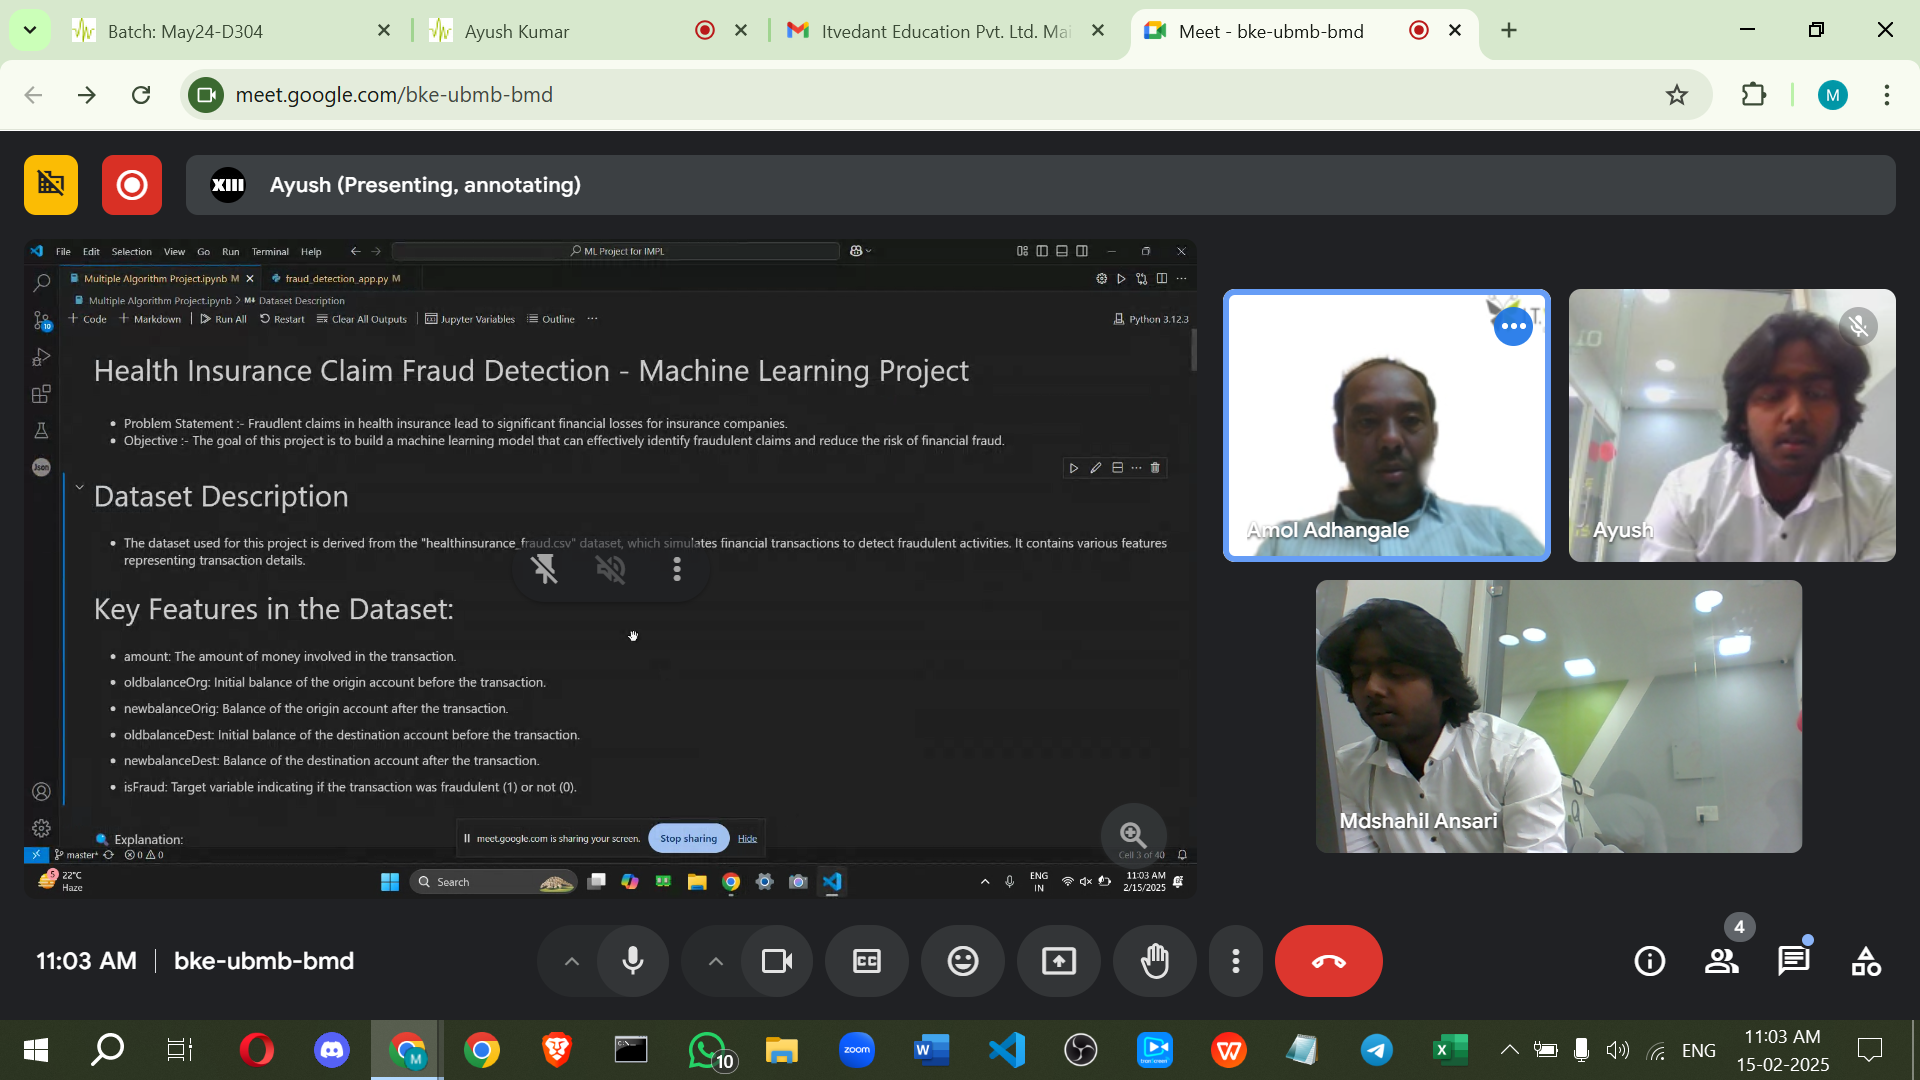 Batch: May24-D304
Ayush Kumar
Itvedant Education Pvt. Ltd. Mai
Meet - bke-ubmb-bmd
meet.google.com/bke-ubmb-bmd
M
XIII
Ayush (Presenting, annotating)
File Edit Selection View Go Run Terminal Help
ML Project for IMPL
Multiple Algorithm Project.ipynb M
fraud_detection_app.py M
Multiple Algorithm Project.ipynb > M↓ Dataset Description
+ Code + Markdown Run All Restart Clear All Outputs Jupyter Variables Outline ...
Python 3.12.3
Health Insurance Claim Fraud Detection - Machine Learning Project
• Problem Statement :- Fraudlent claims in health insurance lead to significant financial losses for insurance companies.
• Objective :- The goal of this project is to build a machine learning model that can effectively identify fraudulent claims and reduce the risk of financial fraud.
10
Json
Dataset Description
• The dataset used for this project is derived from the "healthinsurance_fraud.csv" dataset, which simulates financial transactions to detect fraudulent activities. It contains various features
representing transaction details.
Key Features in the Dataset:
• amount: The amount of money involved in the transaction.
• oldbalanceOrg: Initial balance of the origin account before the transaction.
• newbalanceOrig: Balance of the origin account after the transaction.
• oldbalanceDest: Initial balance of the destination account before the transaction.
• newbalanceDest: Balance of the destination account after the transaction.
• isFraud: Target variable indicating if the transaction was fraudulent (1) or not (0).
Explanation:
meet.google.com is sharing your screen.
Stop sharing
Hide
master*
0 0
Cell 3 of 40
5
22°C
Haze
Search
ENG
IN
11:03 AM
2/15/2025
Amol Adhangale
Ayush
Mdshahil Ansari
11:03 AM | bke-ubmb-bmd
4
M
10
zoom
ENG
11:03 AM
15-02-2025